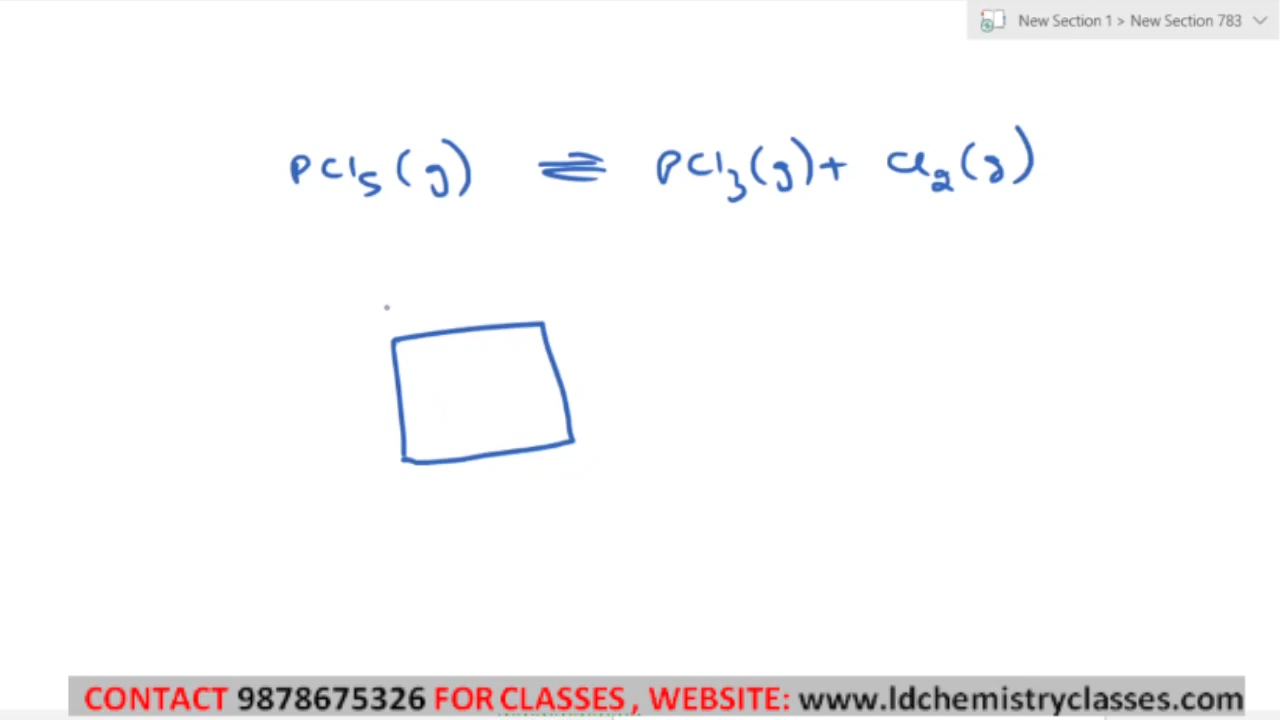 New Section 1 > New Section 783
PCl5(g) ⇌ PCl3(g) + Cl2(g)
CONTACT 9878675326 FOR CLASSES , WEBSITE: www.ldchemistryclasses.com